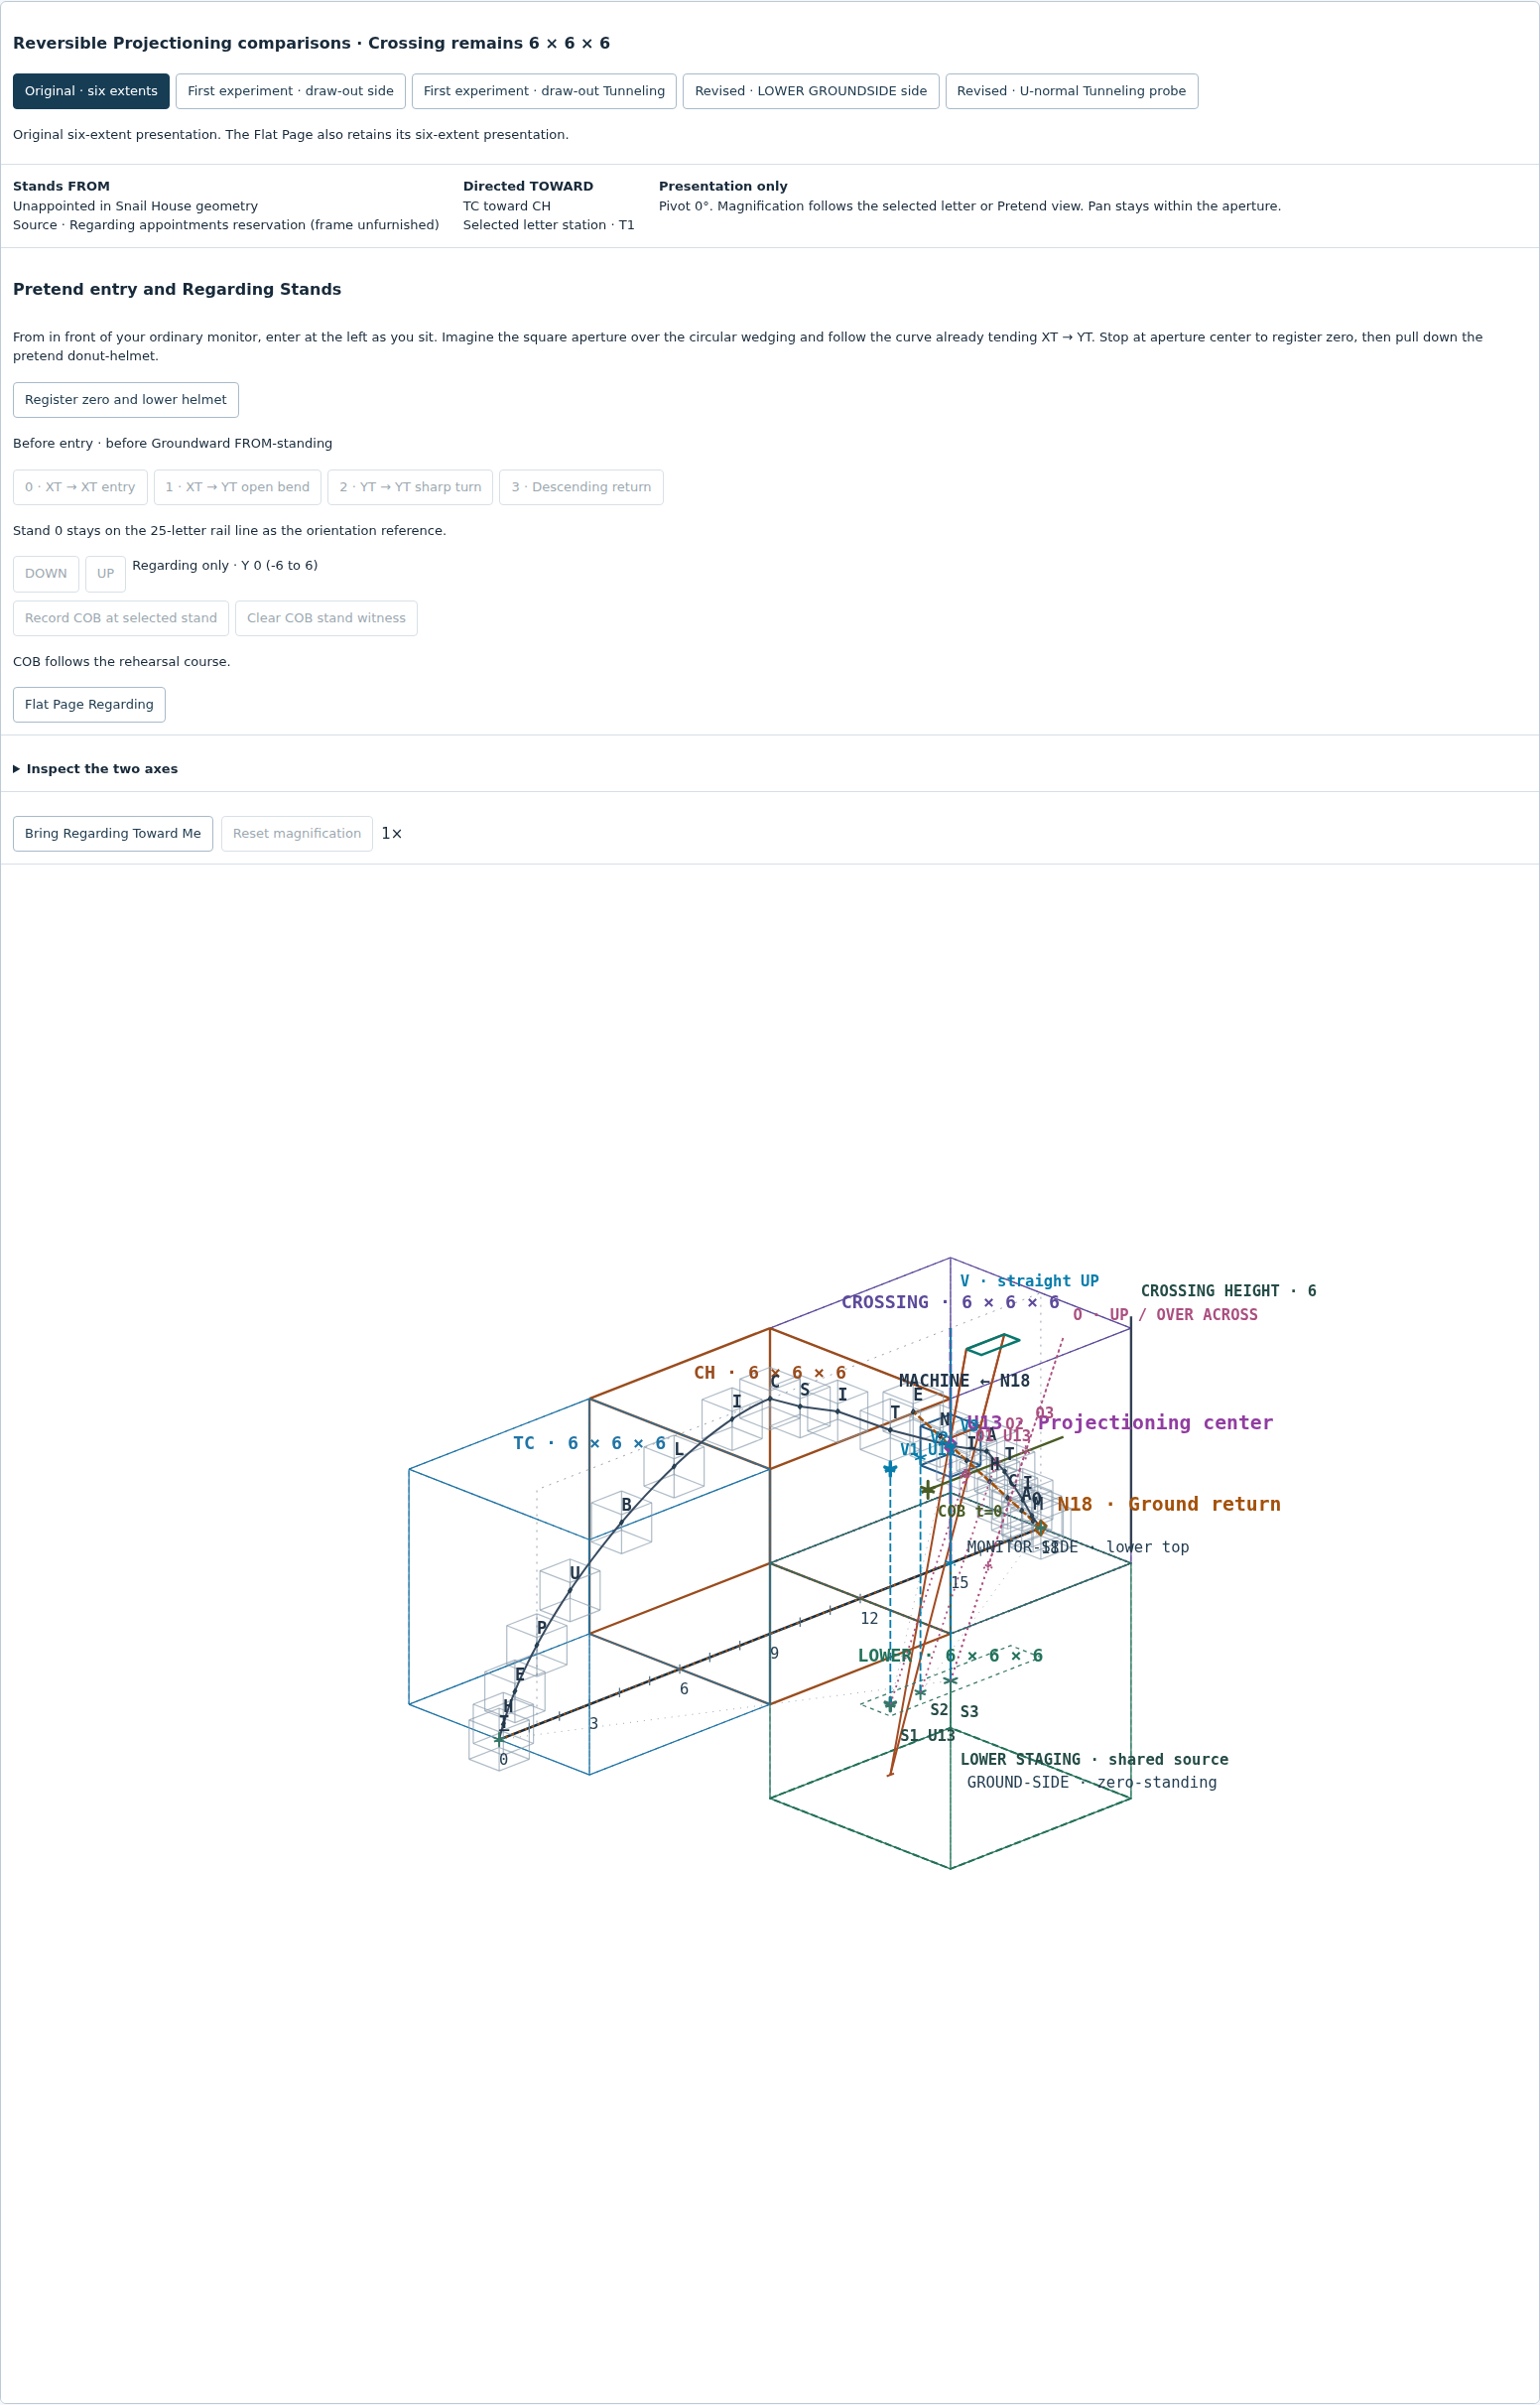 Reversible Projectioning comparisons · Crossing remains 6 × 6 × 6
Original · six extents
First experiment · draw-out side
First experiment · draw-out Tunneling
Revised · LOWER GROUNDSIDE side
Revised · U-normal Tunneling probe
Original six-extent presentation. The Flat Page also retains its six-extent presentation.
Stands FROM
Unappointed in Snail House geometry
Source · Regarding appointments reservation (frame unfurnished)
Directed TOWARD
TC toward CH
Selected letter station · T1
Presentation only
Pivot 0°. Magnification follows the selected letter or Pretend view. Pan stays within the aperture.
Pretend entry and Regarding Stands
From in front of your ordinary monitor, enter at the left as you sit. Imagine the square aperture over the circular wedging and follow the curve already tending XT → YT. Stop at aperture center to register zero, then pull down the
pretend donut-helmet.
Register zero and lower helmet
Before entry · before Groundward FROM-standing
0 · XT → XT entry
1 · XT → YT open bend
2 · YT → YT sharp turn
3 · Descending return
Stand 0 stays on the 25-letter rail line as the orientation reference.
DOWN
UP
Regarding only · Y 0 (-6 to 6)
Record COB at selected stand
Clear COB stand witness
COB follows the rehearsal course.
Flat Page Regarding
▶ Inspect the two axes
Bring Regarding Toward Me
Reset magnification
1×
V · straight UP
CROSSING HEIGHT · 6
CROSSING · 6 × 6 × 6
O · UP / OVER ACROSS
CH · 6 × 6 × 6
MACHINE ← N18
C
S
I
I
E
T
N
O3
O2
U13 · Projectioning center
TC · 6 × 6 × 6
L
A
T
H
C
I
M
B
COB t=0
N18 · Ground return
MONITOR-SIDE · lower top
18
U
15
12
P
9
LOWER · 6 × 6 × 6
E
6
H
T
3
0
S2
S3
S1 U13
LOWER STAGING · shared source
GROUND-SIDE · zero-standing